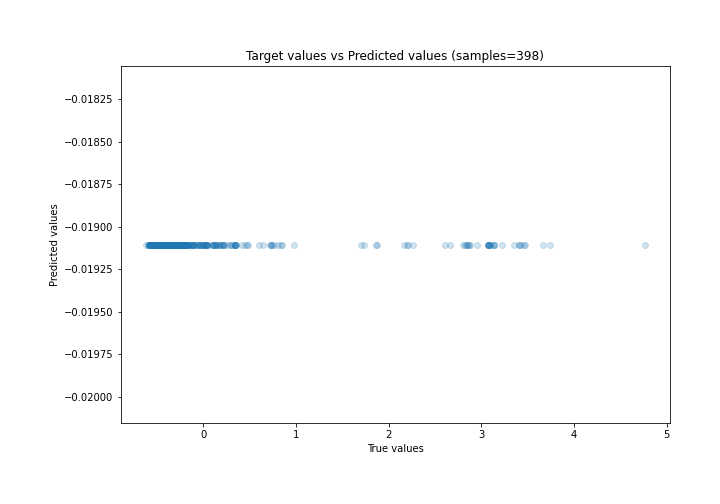 Target values vs Predicted values (samples=398)
Predicted values
−0.01825
−0.01850
−0.01875
−0.01900
−0.01925
−0.01950
−0.01975
−0.02000
0 1 2 3 4 5
True values